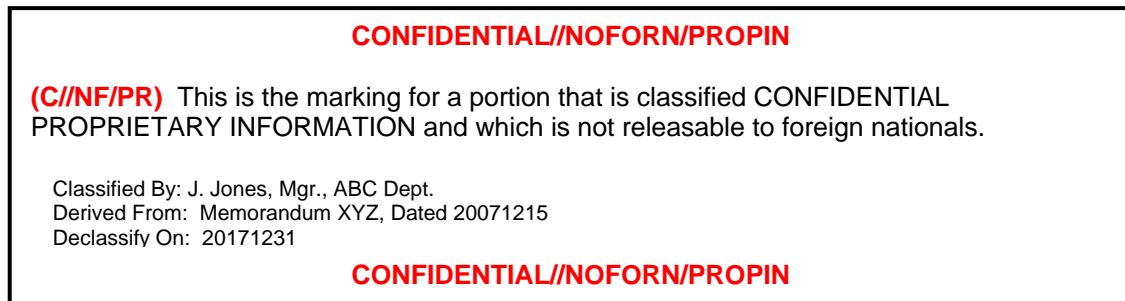 CONFIDENTIAL//NOFORN/PROPIN
(C//NF/PR) This is the marking for a portion that is classified CONFIDENTIAL
PROPRIETARY INFORMATION and which is not releasable to foreign nationals.
Classified By: J. Jones, Mgr., ABC Dept.
Derived From: Memorandum XYZ, Dated 20071215
Declassify On: 20171231
CONFIDENTIAL//NOFORN/PROPIN